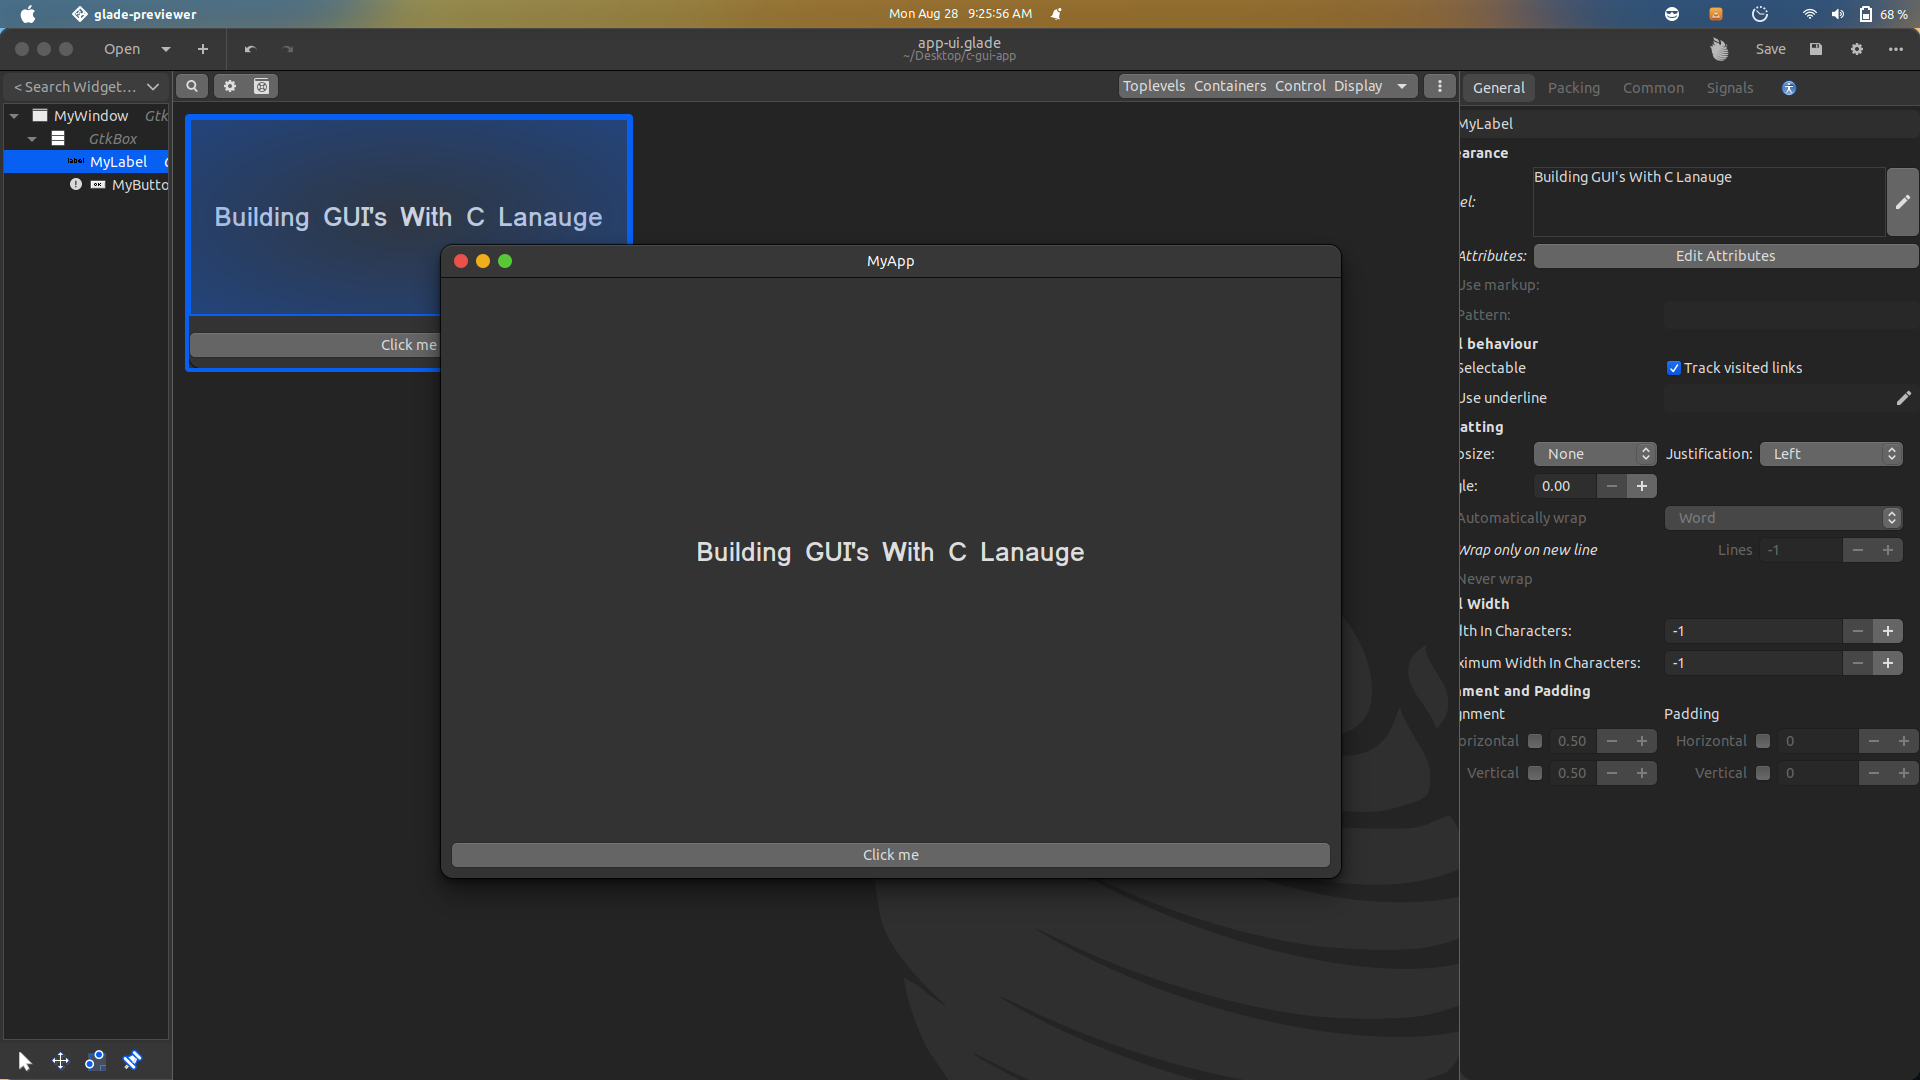 glade-previewer
Mon Aug 28 9:25:56 AM
68 %
Open
app-ui.glade
~/Desktop/c-gui-app
Save
< Search Widget...
Toplevels Containers Control Display
General Packing Common Signals
MyWindow Gtk
GtkBox
MyLabel
MyButto
Building GUI's With C Lanauge
Click me
MyApp
Building GUI's With C Lanauge
Click me
MyLabel
earance
el:
Building GUI's With C Lanauge
Attributes:
Edit Attributes
Use markup:
Pattern:
l behaviour
Selectable
Track visited links
Use underline
atting
osize:
None
Justification:
Left
gle:
0.00
Automatically wrap
Word
Wrap only on new line
Lines
-1
Never wrap
l Width
dth In Characters:
-1
ximum Width In Characters:
-1
nment and Padding
gnment
Padding
orizontal
0.50
Horizontal
0
Vertical
0.50
Vertical
0